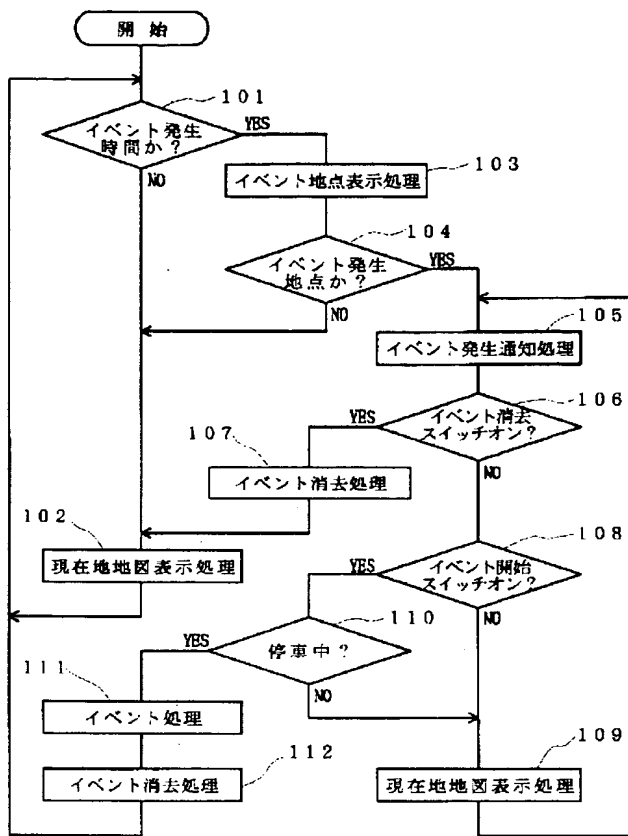 開始
101
イベント発生
時間か？
YES
NO
103
イベント地点表示処理
104
イベント発生
地点か？
YES
NO
105
イベント発生通知処理
106
イベント消去
スイッチオン？
YES
NO
107
イベント消去処理
102
現在地地図表示処理
108
イベント開始
スイッチオン？
YES
NO
110
停車中？
YES
NO
111
イベント処理
112
イベント消去処理
109
現在地地図表示処理